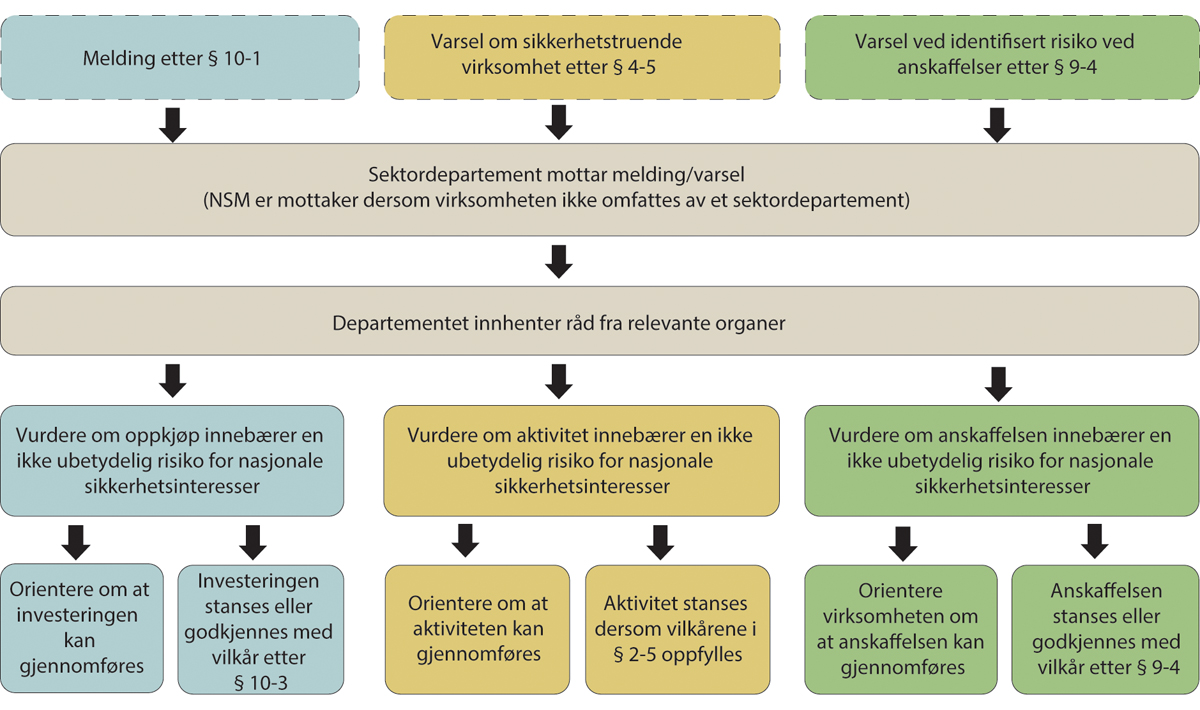 Melding etter § 10-1
Varsel om sikkerhetstruende
virksomhet etter § 4-5
Varsel ved identifisert risiko ved
anskaffelser etter § 9-4
Sektordepartement mottar melding/varsel
(NSM er mottaker dersom virksomheten ikke omfattes av et sektordepartement)
Departementet innhenter råd fra relevante organer
Vurdere om oppkjøp innebærer en
ikke ubetydelig risiko for nasjonale
sikkerhetsinteresser
Vurdere om aktivitet innebærer en ikke
ubetydelig risiko for nasjonale
sikkerhetsinteresser
Vurdere om anskaffelsen innebærer en
ikke ubetydelig risiko for nasjonale
sikkerhetsinteresser
Orientere om at
investeringen
kan
gjennomføres
Investeringen
stanses eller
godkjennes med
vilkår etter
§ 10-3
Orientere om at
aktiviteten kan
gjennomføres
Aktivitet stanses
dersom vilkårene i
§ 2-5 oppfylles
Orientere
virksomheten om
at anskaffelsen kan
gjennomføres
Anskaffelsen
stanses eller
godkjennes med
vilkår etter § 9-4